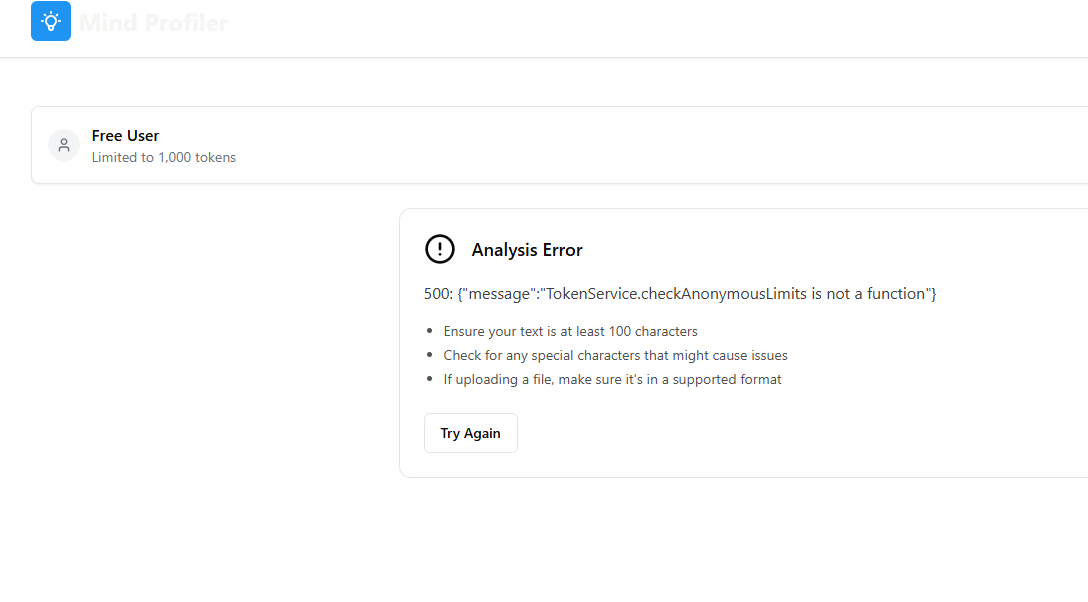 Mind Profiler
Free User
Limited to 1,000 tokens
Analysis Error
500: {"message":"TokenService.checkAnonymousLimits is not a function"}
Ensure your text is at least 100 characters
Check for any special characters that might cause issues
If uploading a file, make sure it's in a supported format
Try Again